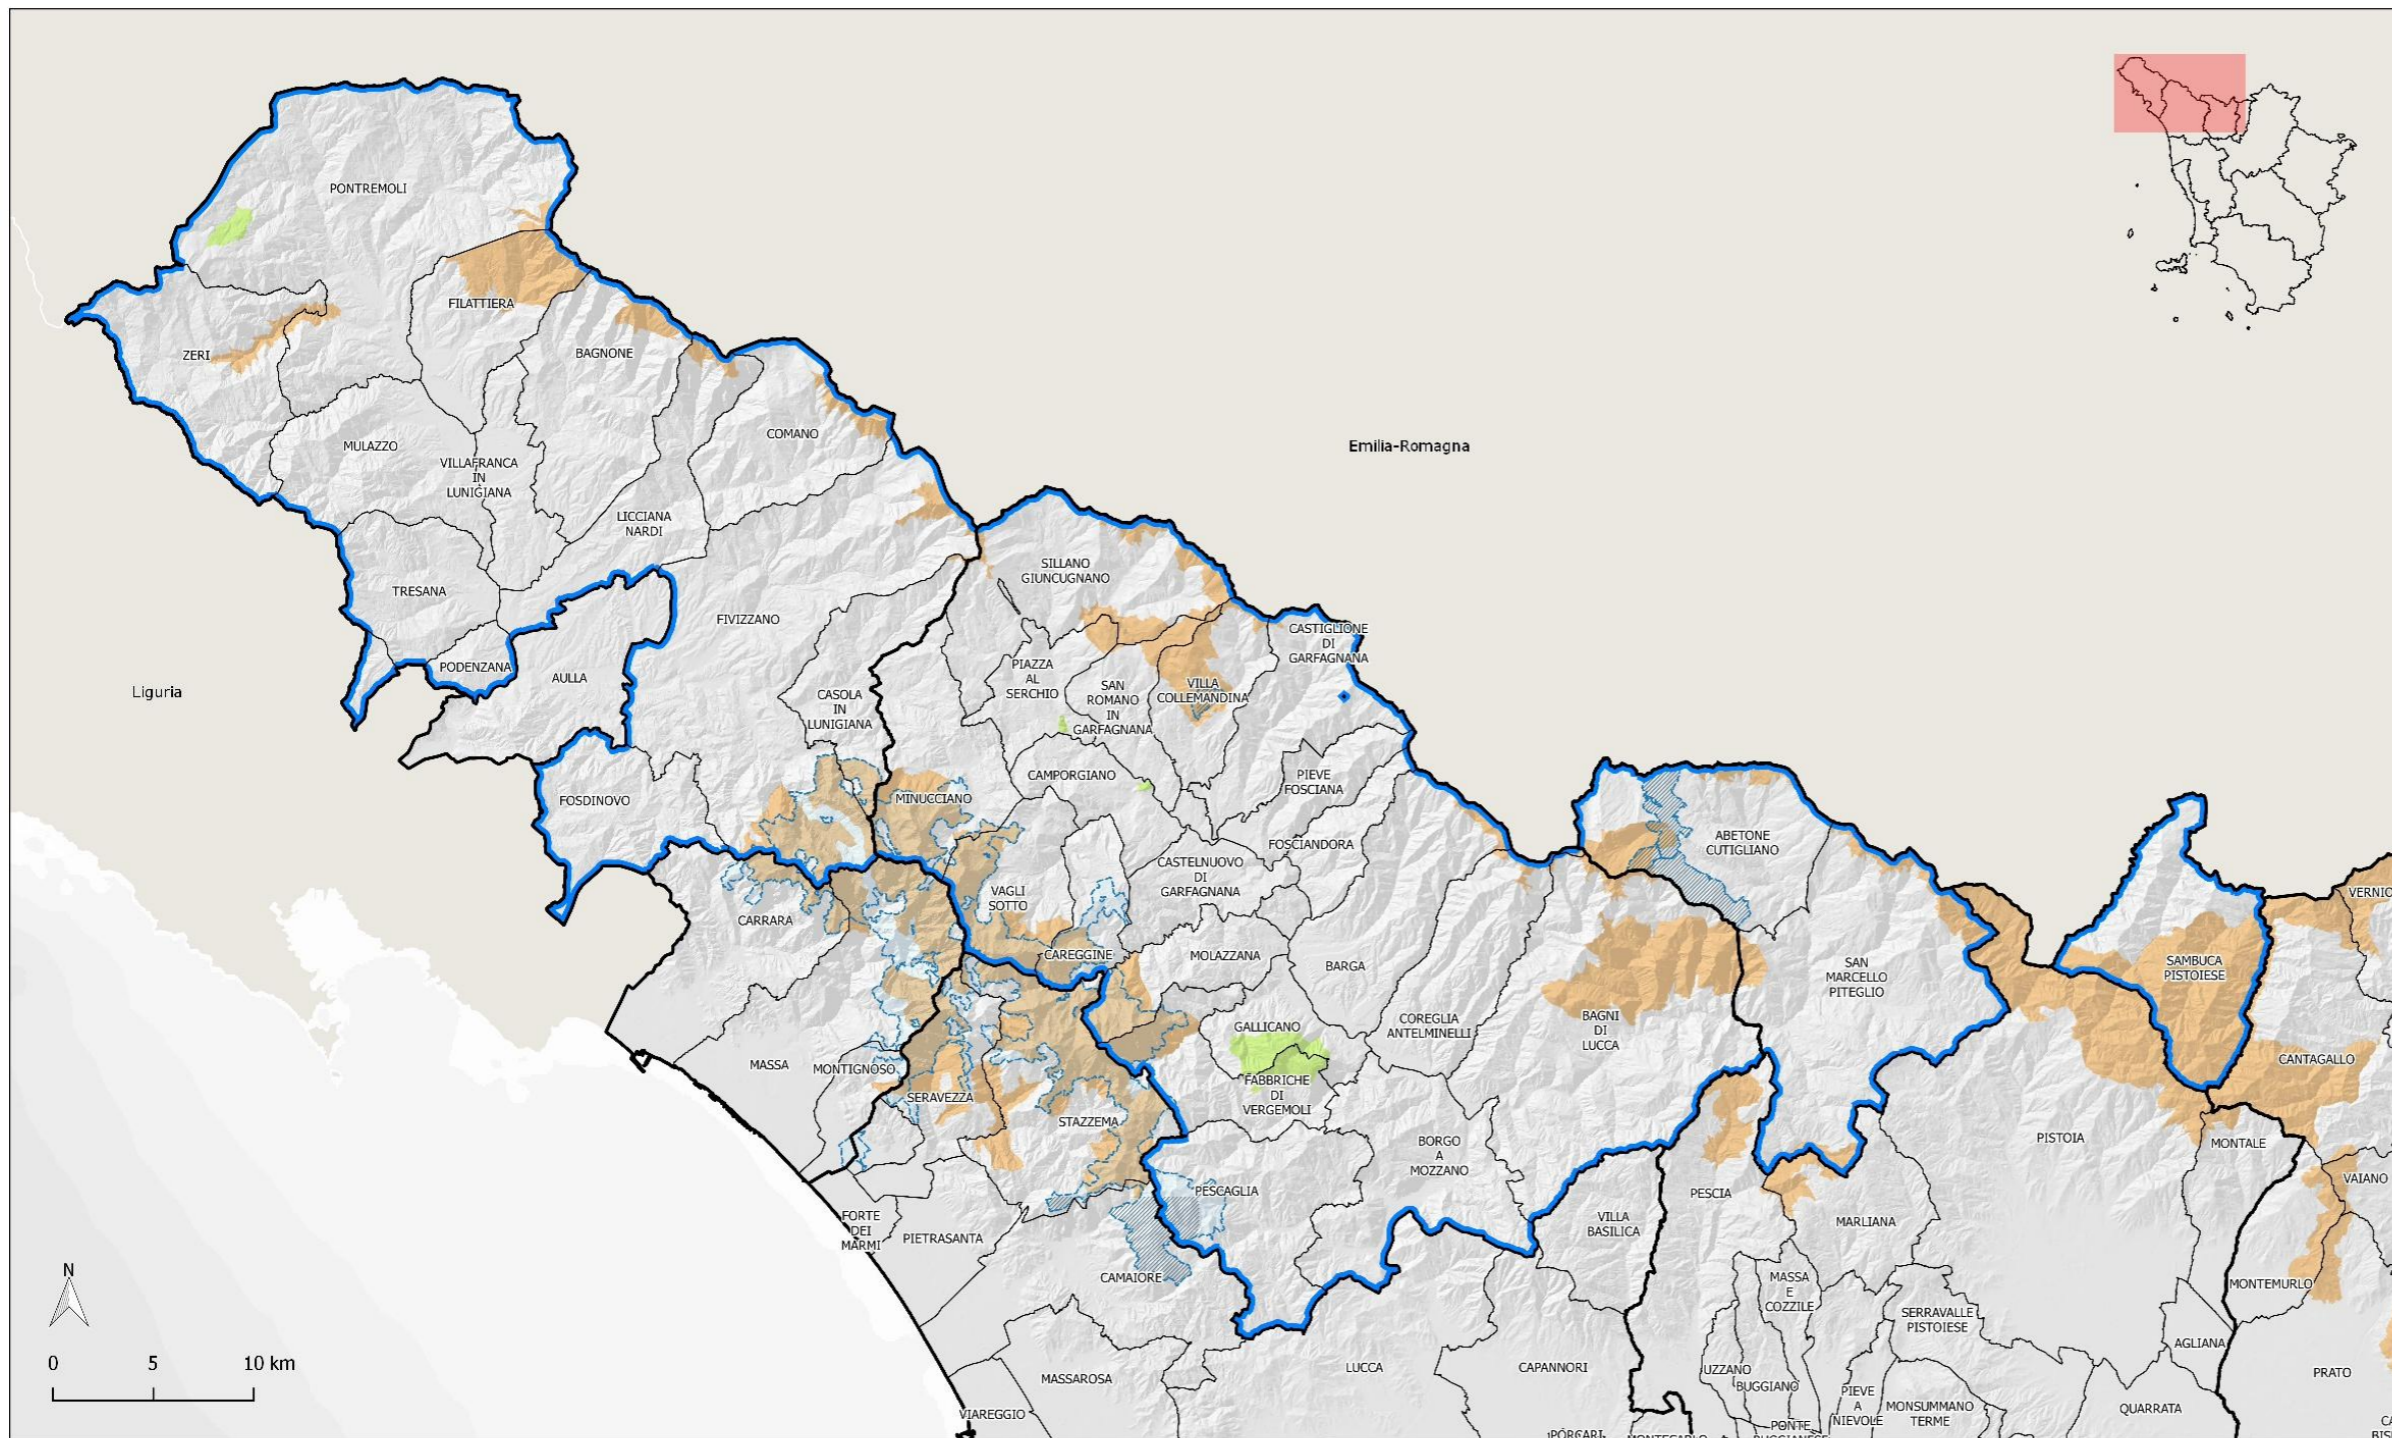 PONTREMOLI
FILATTIERA
ZERI
BAGNONE
COMANO
Emilia-Romagna
MULAZZO
VILLAFRANCA
IN
LUNIGIANA
LICCIANA
NARDI
SILLANO
GIUNCUGNANO
TRESANA
FIVIZZANO
CASTIGLIONE
DI
GARFAGNANA
PODENZANA
AULLA
PIAZZA
AL
SERCHIO
Liguria
CASOLA
IN
LUNIGIANA
SAN
ROMANO
IN
GARFAGNANA
VILLA
COLLEMANDINA
CAMPORGIANO
PIEVE
FOSCIANA
FOSDINOVO
MINUCCIANO
FOSCIANDORA
ABETONE
CUTIGLIANO
CASTELNUOVO
DI
GARFAGNANA
VAGLI
SOTTO
VERNIO
CARRARA
CAREGGINE
MOLAZZANA
BARGA
SAN
MARCELLO
PITEGLIO
SAMBUCA
PISTOIESE
GALLICANO
COREGLIA
ANTELMINELLI
BAGNI
DI
LUCCA
MASSA
MONTIGNOSO
CANTAGALLO
SERAVEZZA
FABBRICHE
DI
VERGEMOLI
STAZZEMA
BORGO
A
MOZZANO
PISTOIA
MONTALE
PESCAGLIA
PESCIA
VAIANO
FORTE
DEI
MARMI
PIETRASANTA
VILLA
BASILICA
MARLIANA
CAMAIORE
MASSA
E
COZZILE
MONTEMURLO
N
SERRAVALLE
PISTOIESE
AGLIANA
0 5 10 km
MASSAROSA
LUCCA
CAPANNORI
UZZANO
BUGGIANO
PRATO
VIAREGGIO
PIEVE
A
NIEVOLE
MONSUMMANO
TERME
QUARRATA
PORCARI
MONTECARLO
PONTE
BUGGIANESE